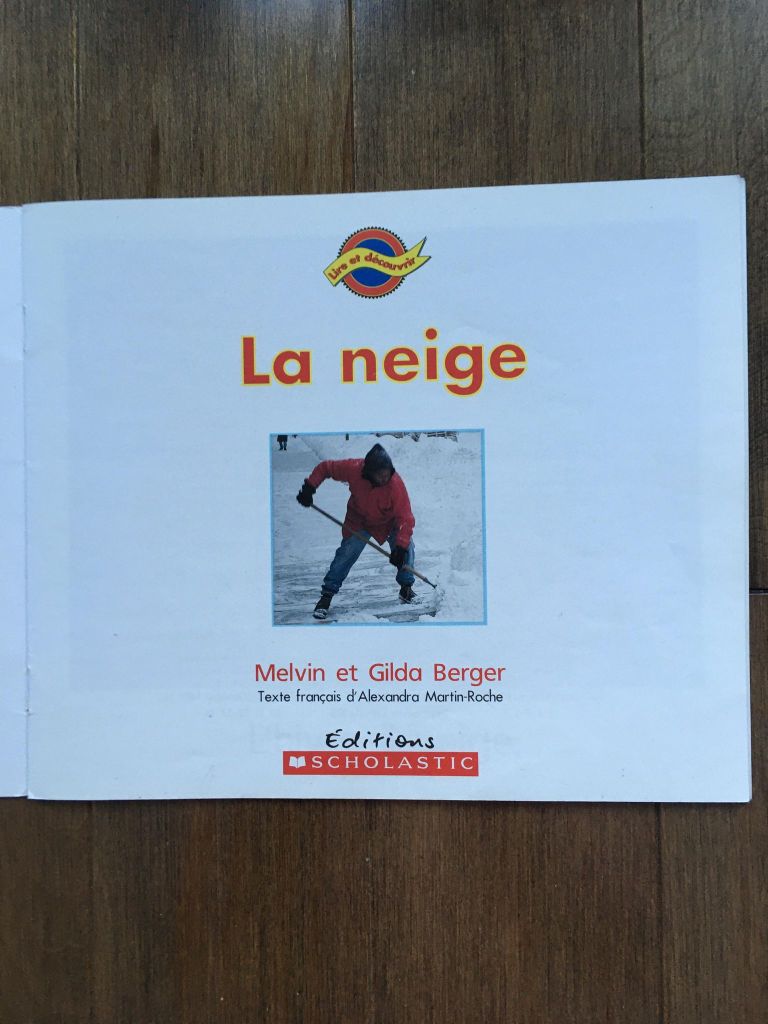 Lire et découvrir
La neige
Melvin et Gilda Berger
Texte français d'Alexandra Martin-Roche
Éditions
SCHOLASTIC